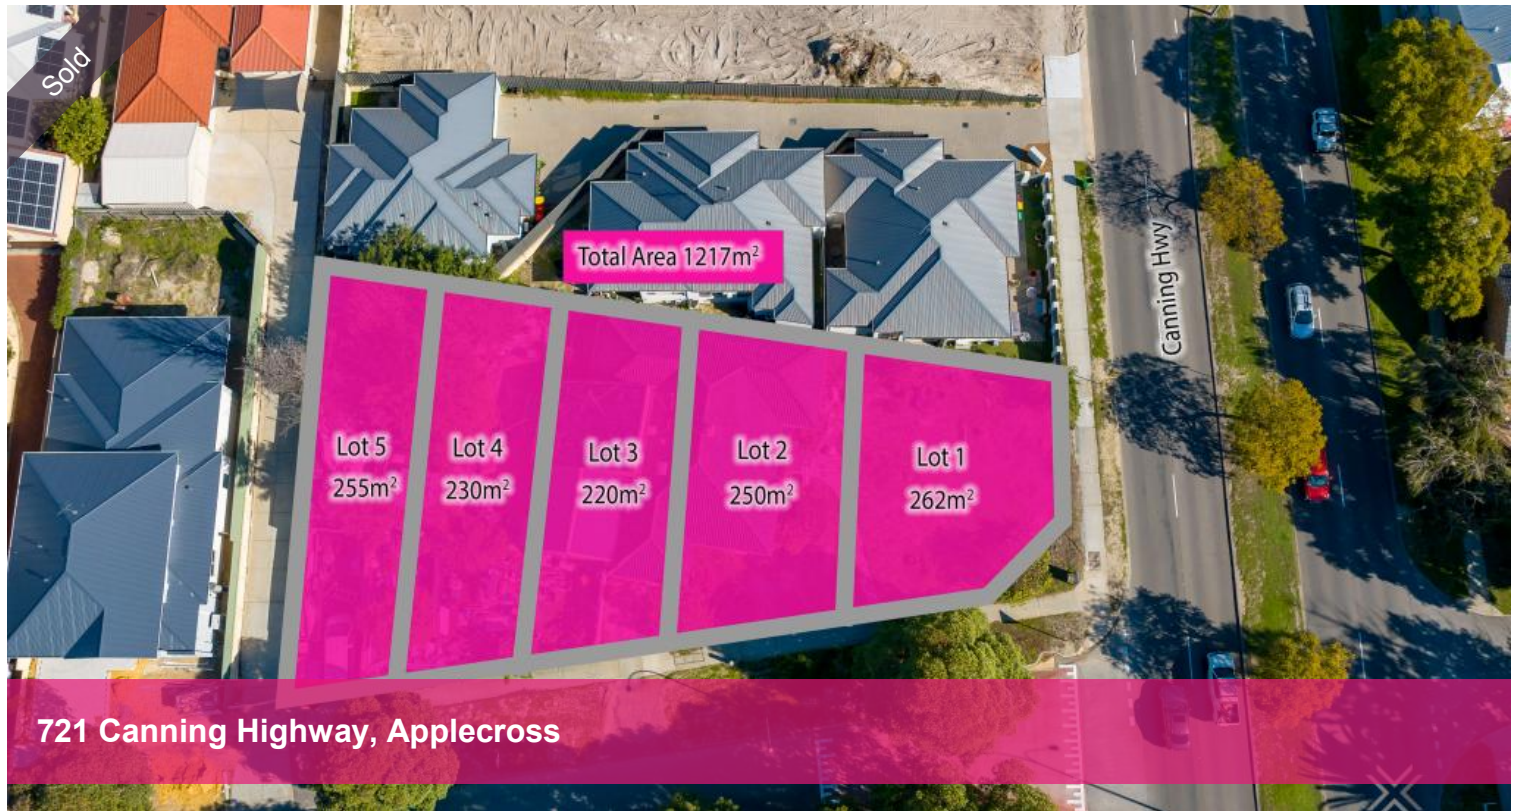 Sold
Total Area 1217m²
Canning Hwy
Lot 5
255m²
Lot 4
230m²
Lot 3
220m²
Lot 2
250m²
Lot 1
262m²
721 Canning Highway, Applecross